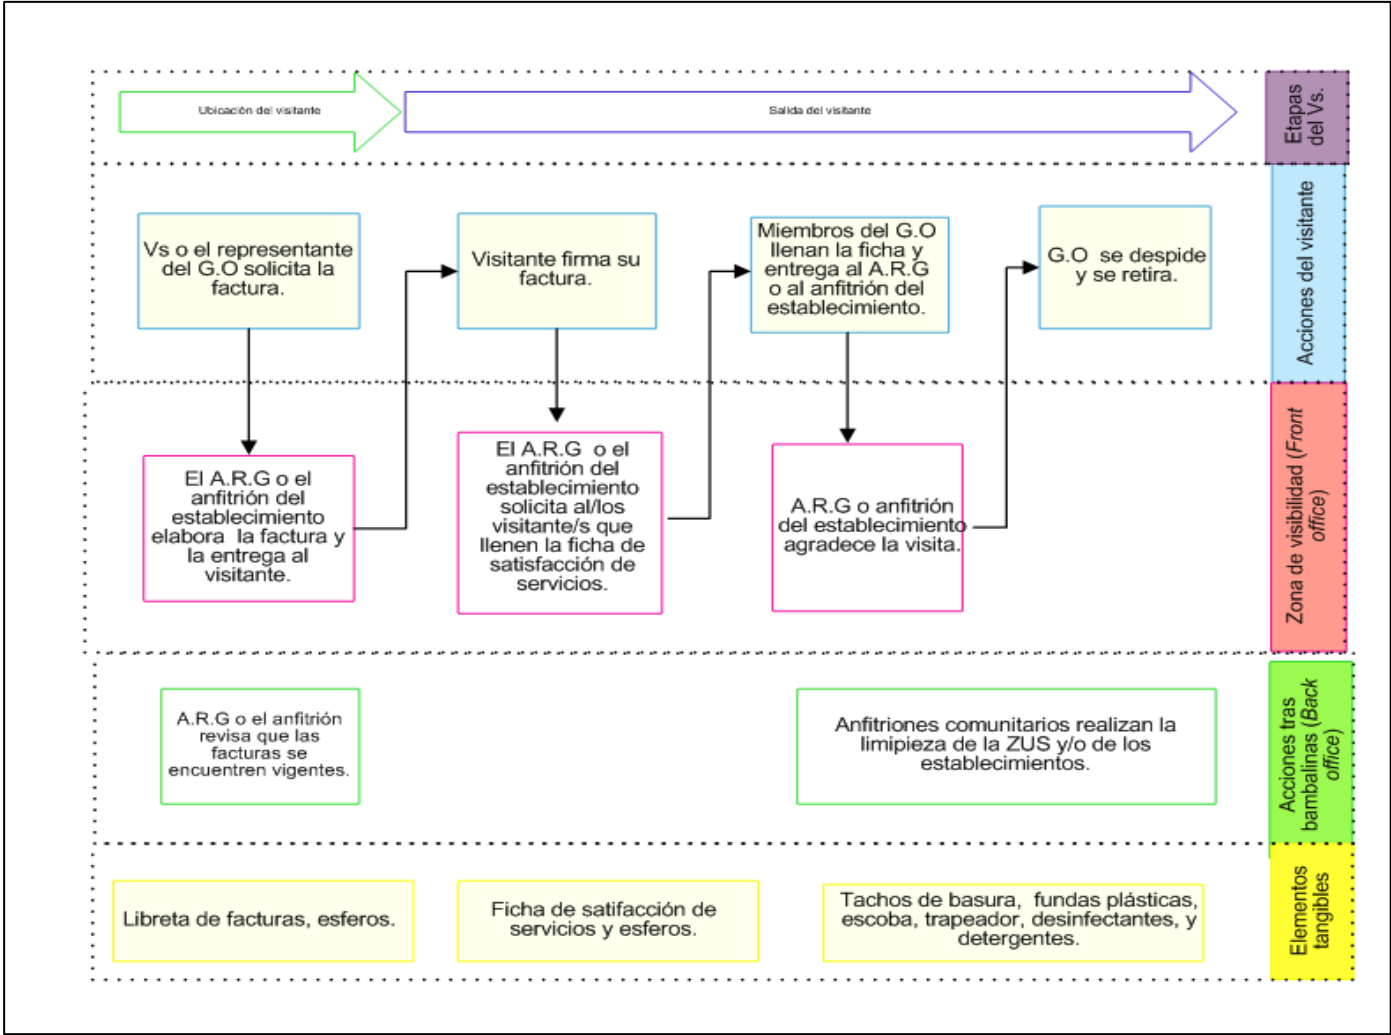 Ubicación del visitante
Salida del visitante
Etapas
del Vs.
Vs o el representante
del G.O solicita la
factura.
Visitante firma su
factura.
Miembros del G.O
llenan la ficha y
entrega al A.R.G
o al anfitrión del
establecimiento.
G.O se despide
y se retira.
Acciones del visitante
El A.R.G o el
anfitrión del
establecimiento
elabora la factura y
la entrega al
visitante.
El A.R.G o el
anfitrión del
establecimiento
solicita al/los
visitante/s que
llenen la ficha de
satisfacción de
servicios.
A.R.G o anfitrión
del establecimiento
agradece la visita.
Zona de visibilidad (Front
office)
A.R.G o el anfitrión
revisa que las
facturas se
encuentren vigentes.
Anfitriones comunitarios realizan la
limipieza de la ZUS y/o de los
establecimientos.
Acciones tras
bambalinas (Back
office)
Libreta de facturas, esferos.
Ficha de satifacción de
servicios y esferos.
Tachos de basura, fundas plásticas,
escoba, trapeador, desinfectantes, y
detergentes.
Elementos
tangibles